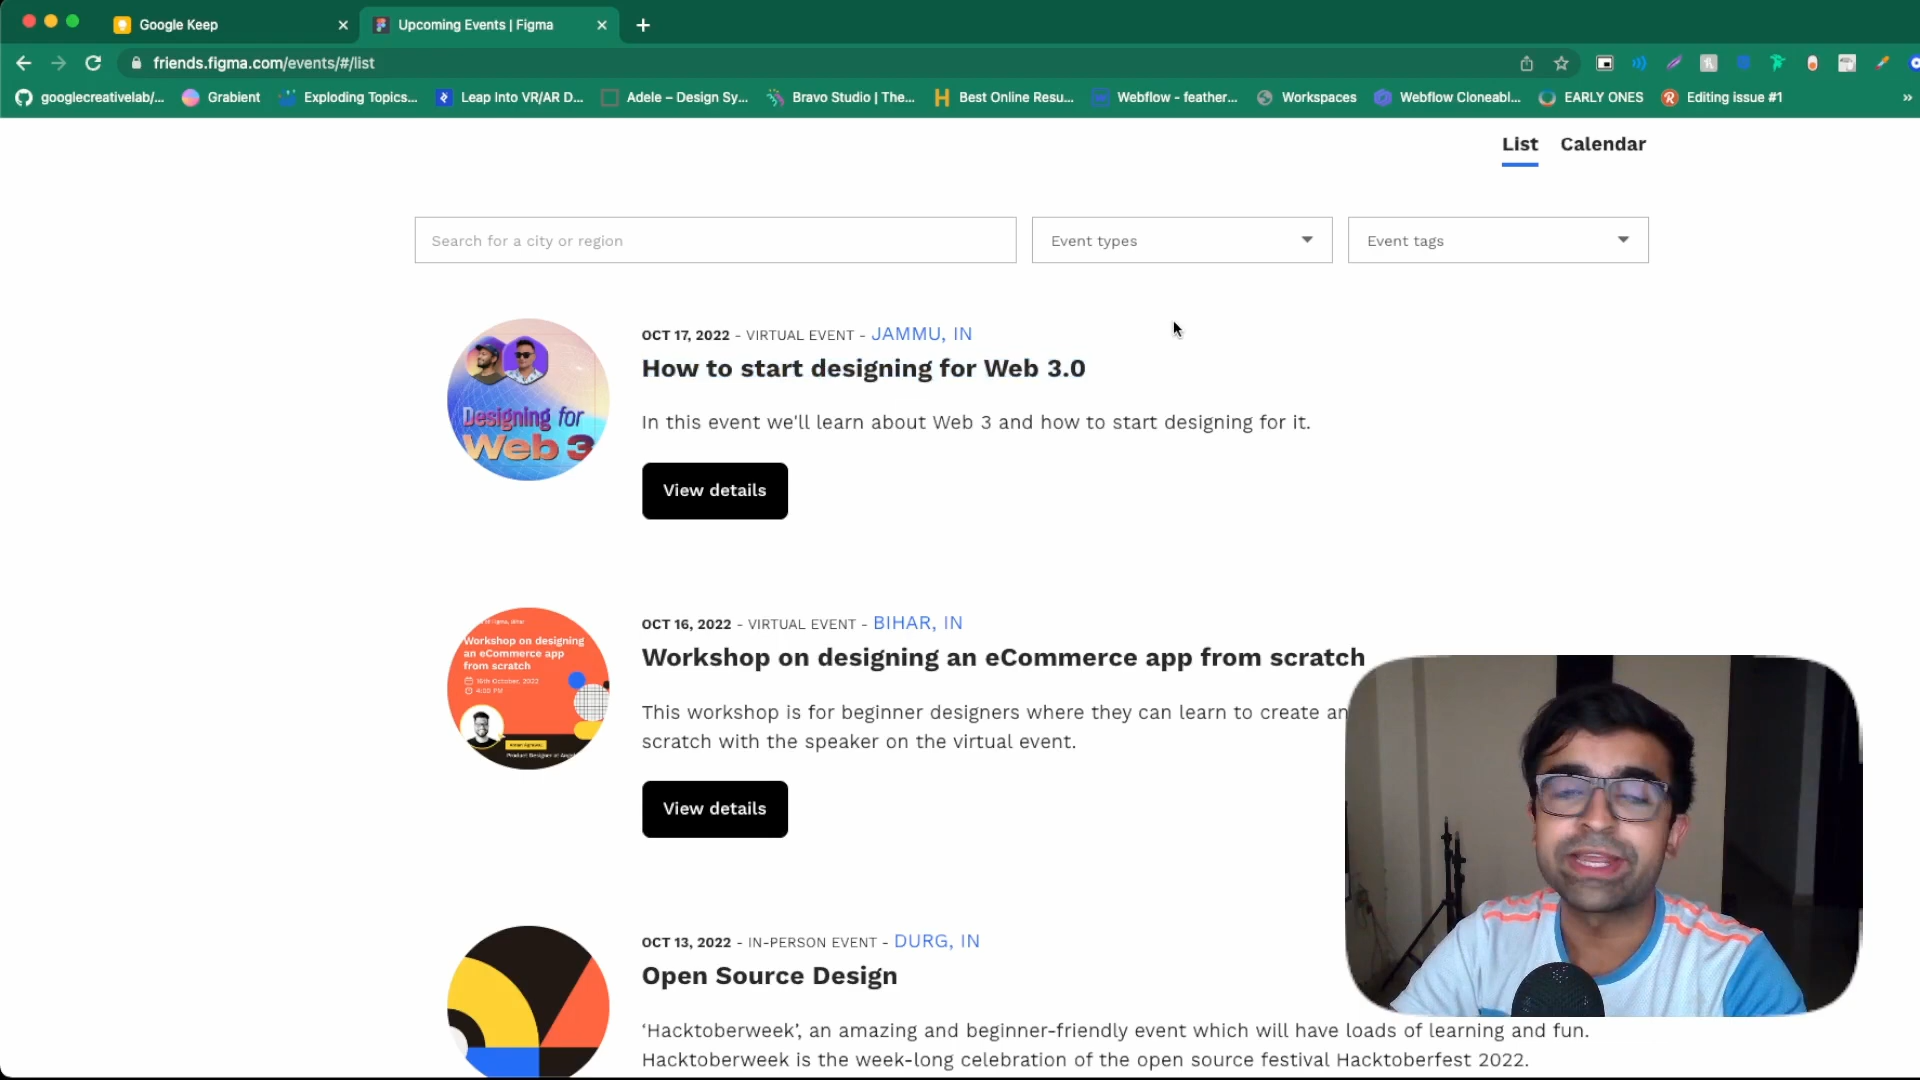 Google Keep
Upcoming Events | Figma
friends.figma.com/events/#/list
googlecreativelab/...
Grabient
Exploding Topics...
Leap Into VR/AR D...
Adele – Design Sy...
Bravo Studio | The...
Best Online Resu...
Webflow - feather...
Workspaces
Webflow Cloneabl...
EARLY ONES
Editing issue #1
»
List
Calendar
Search for a city or region
Event types
Event tags
Designing for
Web 3
OCT 17, 2022 - VIRTUAL EVENT - JAMMU, IN
How to start designing for Web 3.0
In this event we'll learn about Web 3 and how to start designing for it.
View details
Workshop on designing
an eCommerce app
from scratch
16th October, 2022
4:00 PM
OCT 16, 2022 - VIRTUAL EVENT - BIHAR, IN
Workshop on designing an eCommerce app from scratch
This workshop is for beginner designers where they can learn to create an
scratch with the speaker on the virtual event.
View details
OCT 13, 2022 - IN-PERSON EVENT - DURG, IN
Open Source Design
‘Hacktoberweek’, an amazing and beginner-friendly event which will have loads of learning and fun.
Hacktoberweek is the week-long celebration of the open source festival Hacktoberfest 2022.